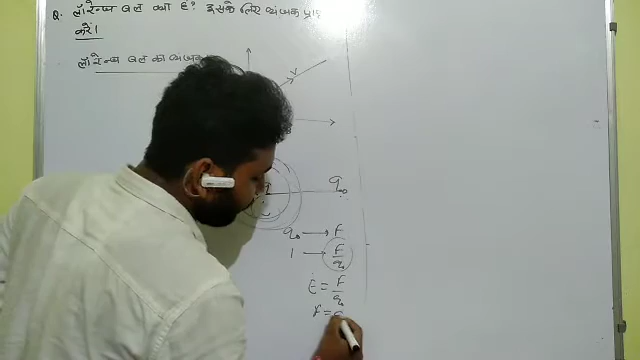 Q. लॉरेन्ज बल क्या है? इसके लिए व्यंजक प्राप्त
करें।
लॉरेन्ज बल का व्यंजक
v
q₀
q₀ → F
1 → F/q₀
E = F/q₀
F =